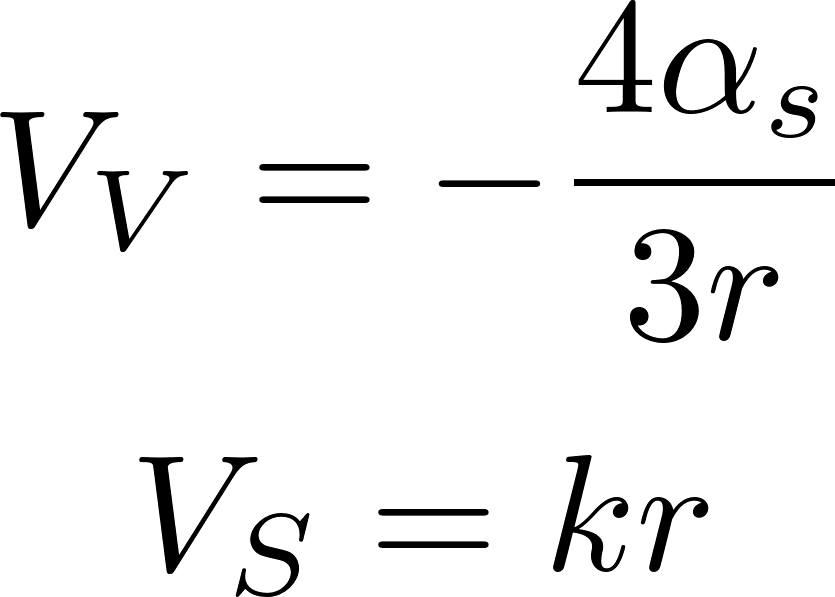 V_V = -\frac{4\alpha_s}{3r}
V_S = kr